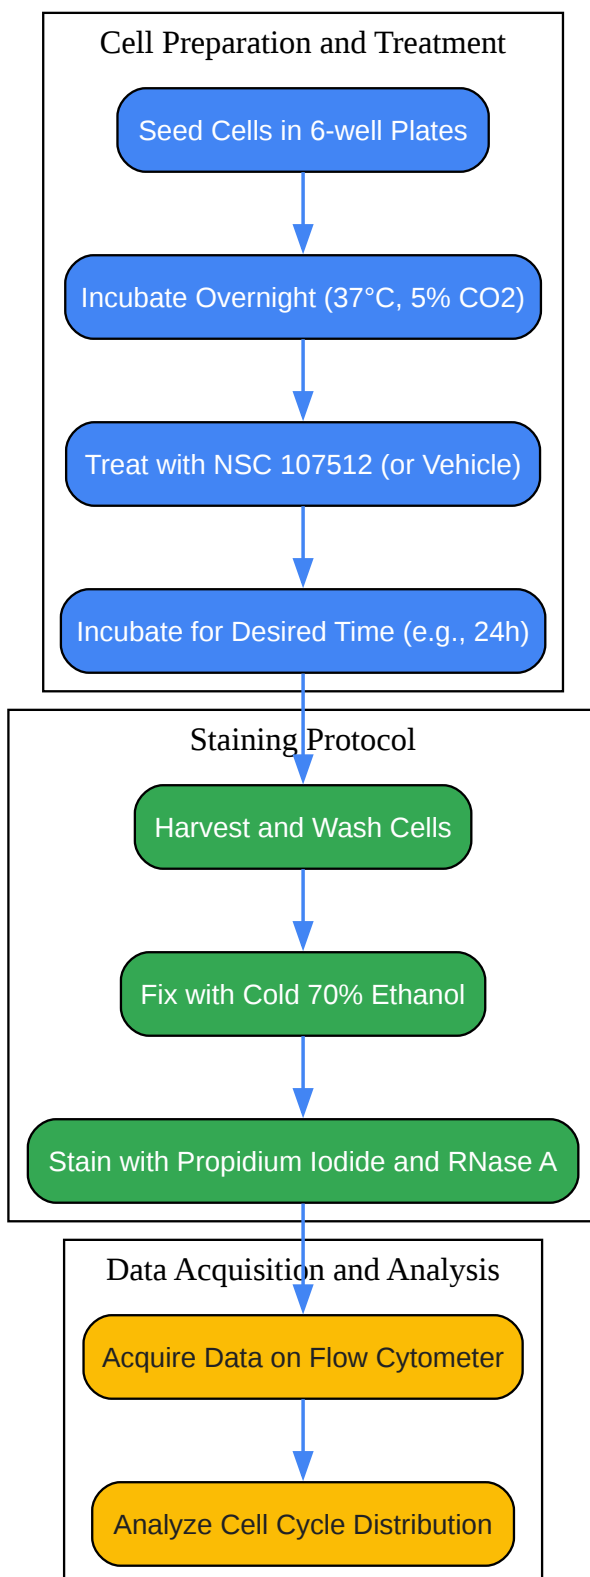 Cell Preparation and Treatment
Seed Cells in 6-well Plates
Incubate Overnight (37°C, 5% CO2)
Treat with NSC 107512 (or Vehicle)
Incubate for Desired Time (e.g., 24h)
Staining Protocol
Harvest and Wash Cells
Fix with Cold 70% Ethanol
Stain with Propidium Iodide and RNase A
Data Acquisition and Analysis
Acquire Data on Flow Cytometer
Analyze Cell Cycle Distribution